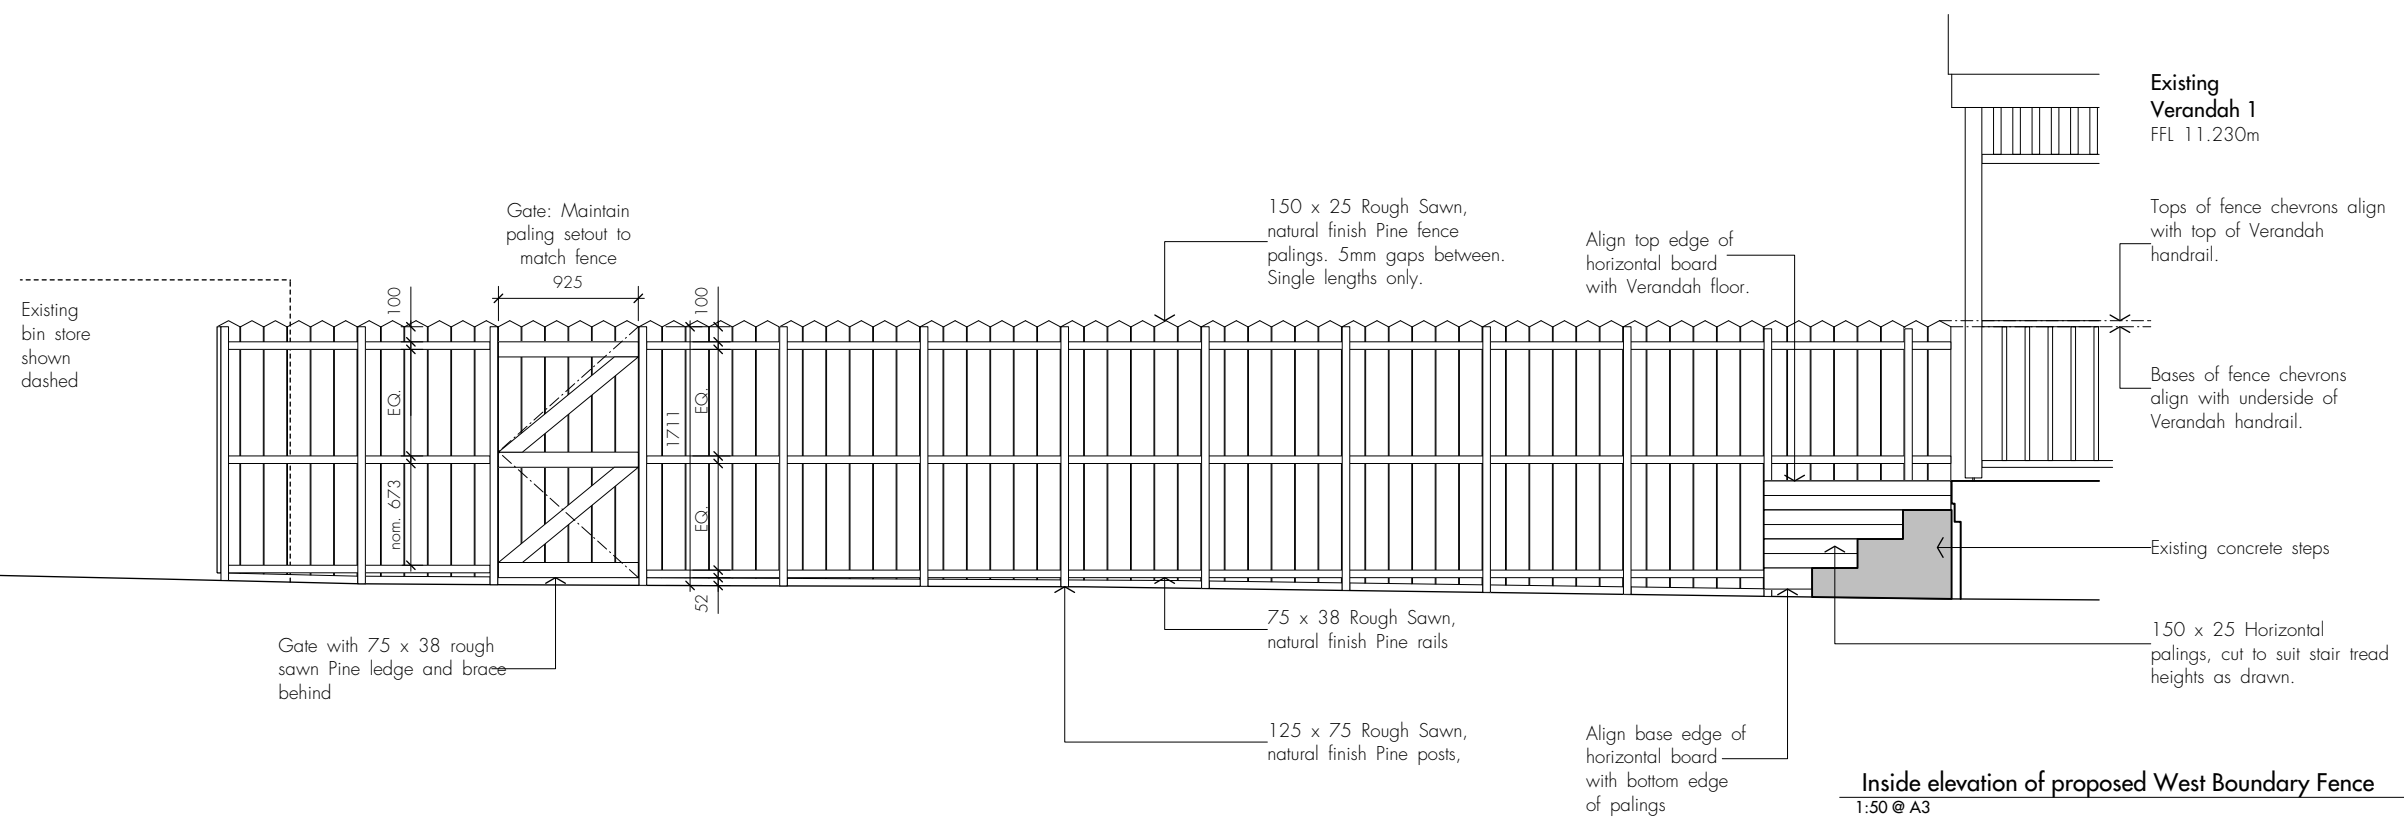 Existing
Verandah 1
FFL 11.230m
Gate: Maintain
paling setout to
match fence
925
150 x 25 Rough Sawn,
natural finish Pine fence
palings. 5mm gaps between.
Single lengths only.
Align top edge of
horizontal board
with Verandah floor.
Tops of fence chevrons align
with top of Verandah
handrail.
Existing
bin store
shown
dashed
100
EQ.
nom. 673
100
EQ.
1711
EQ.
52
Bases of fence chevrons
align with underside of
Verandah handrail.
Existing concrete steps
Gate with 75 x 38 rough
sawn Pine ledge and brace
behind
75 x 38 Rough Sawn,
natural finish Pine rails
150 x 25 Horizontal
palings, cut to suit stair tread
heights as drawn.
125 x 75 Rough Sawn,
natural finish Pine posts,
Align base edge of
horizontal board
with bottom edge
of palings
Inside elevation of proposed West Boundary Fence
1:50 @ A3